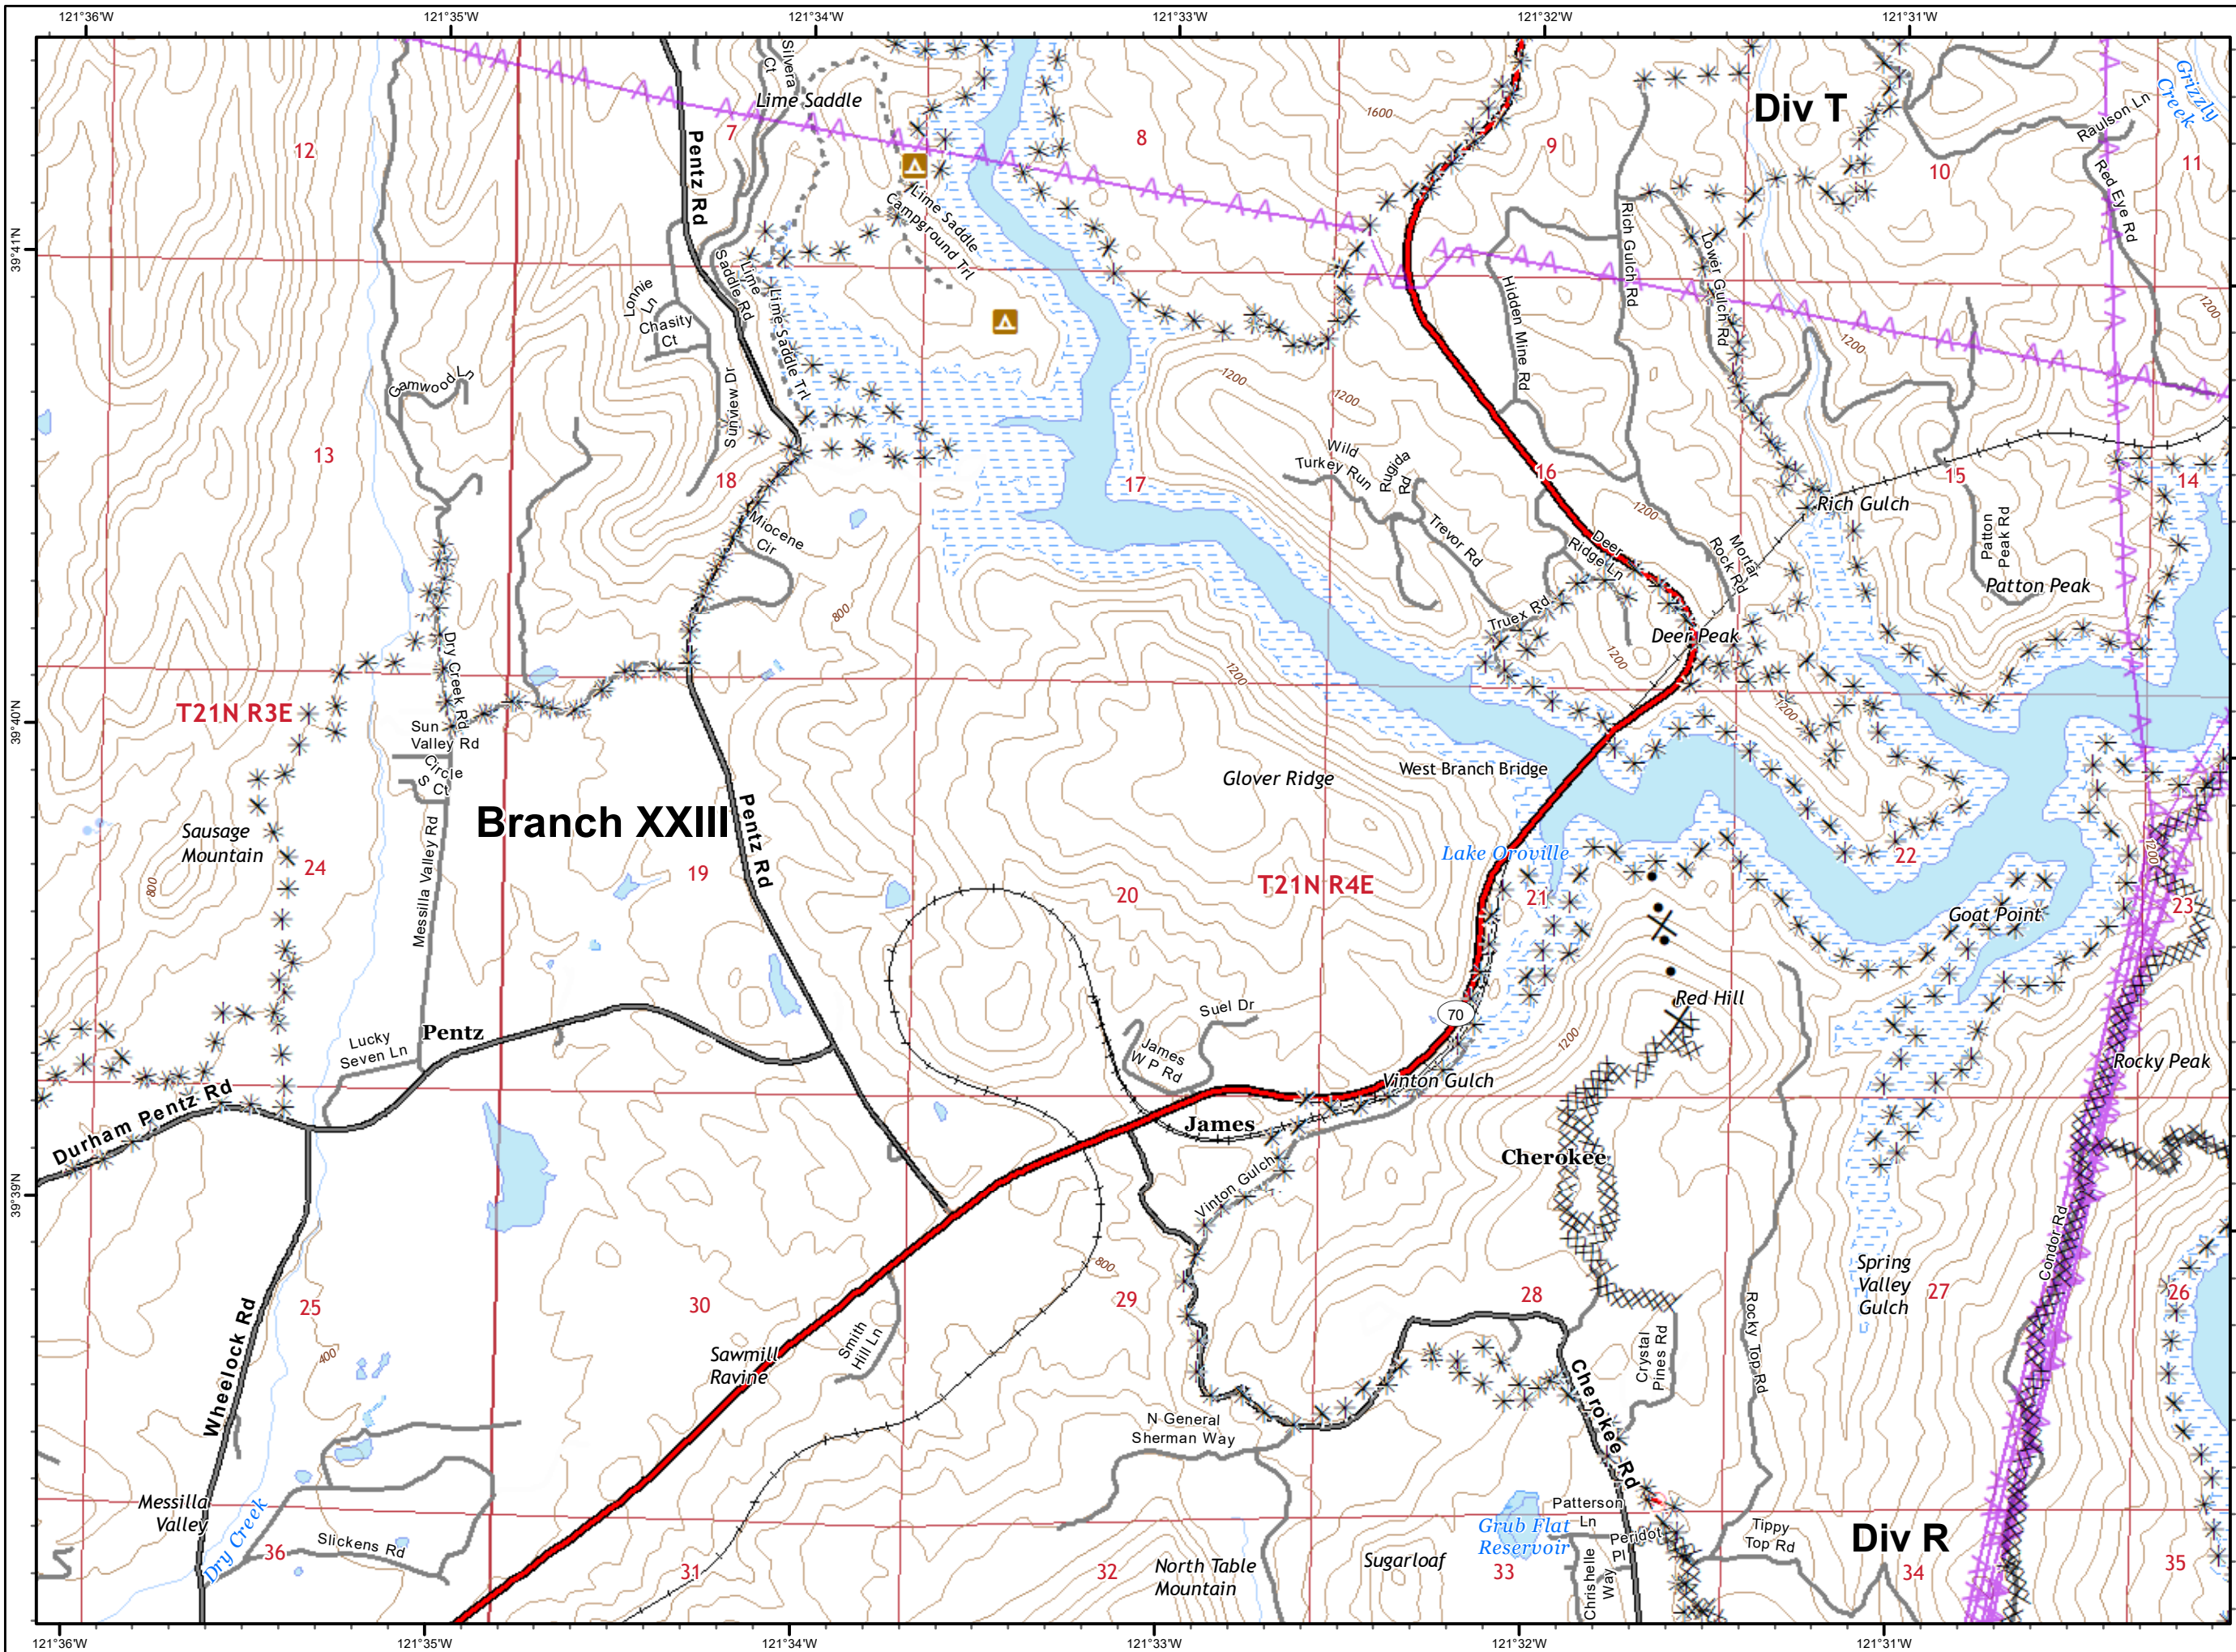 121°36'W
121°35'W
121°34'W
121°33'W
121°32'W
121°31'W
Silvera
Ct
Lime Saddle
7
8
9
Div T
Grizzly
Creek
Raulson Ln
10
11
12
1600
Pentz Rd
Lime Saddle
Campground Trl
Red Eye Rd
Rich Gulch Rd
Lower Gulch Rd
39°41'N
Lime
Saddle Rd
Lime Saddle Trl
Lonnie
Ln
Chasity
Ct
Hidden Mine Rd
1200
1200
Gamwood Ln
Sunview Dr
1200
1200
13
18
17
Wild
Turkey Run
Rugida
Rd
16
15
14
Rich Gulch
1200
Miocene
Cir
Trevor Rd
Deer
Ridge Ln
Mortar
Rock Rd
Patton
Peak Rd
Patton Peak
800
Truex Rd
Deer Peak
Dry Creek Rd
1200
1200
T21N R3E
39°40'N
Sun
Valley Rd
Circle
S Ct
1200
Glover Ridge
West Branch Bridge
Branch XXIII
Pentz Rd
Sausage
Mountain
24
800
Messilla Valley Rd
19
20
T21N R4E
Lake Oroville
21
22
1200
23
Goat Point
Red Hill
Suel Dr
70
Pentz
Lucky
Seven Ln
James
W P Rd
1200
Rocky Peak
Vinton Gulch
Durham Pentz Rd
James
Cherokee
Vinton Gulch
39°39'N
Condor Rd
800
Spring
Valley
Gulch
25
30
29
28
27
26
Wheelock Rd
400
Sawmill
Ravine
Smith
Hill Ln
Crystal
Pines Rd
Rocky Top Rd
Cherokee Rd
N General
Sherman Way
Messilla
Valley
Dry Creek
Slickens Rd
36
31
32
North Table
Mountain
Sugarloaf
Grub Flat
Reservoir
33
Patterson
Ln
Peridot
Pl
Chrishelle
Way
Tippy
Top Rd
Div R
34
35
121°36'W
121°35'W
121°34'W
121°33'W
121°32'W
121°31'W